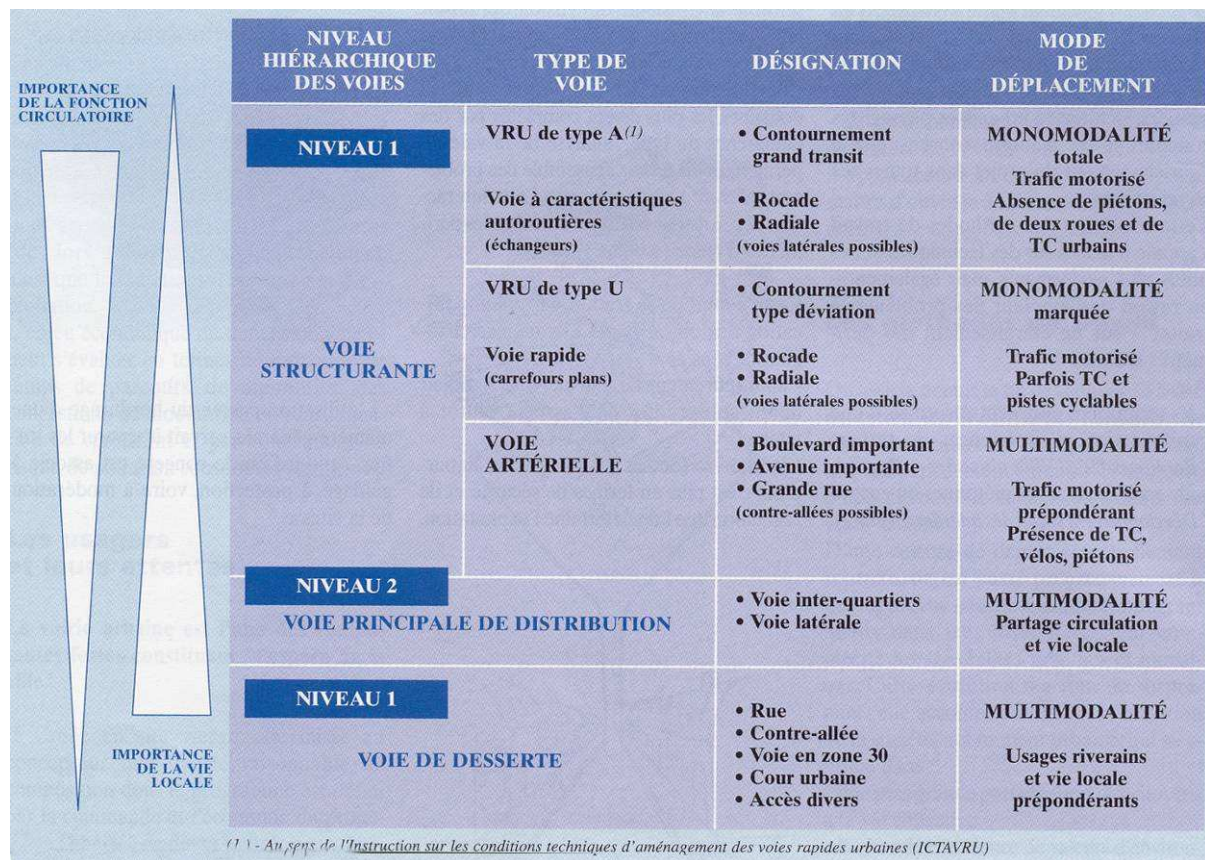 NIVEAU
HIÉRARCHIQUE
DES VOIES
TYPE DE
VOIE
DÉSIGNATION
MODE
DE
DÉPLACEMENT
IMPORTANCE
DE LA FONCTION
CIRCULATOIRE
NIVEAU 1
VOIE
STRUCTURANTE
VRU de type A(1)
Voie à caractéristiques
autoroutières
(échangeurs)
• Contournement
grand transit
• Rocade
• Radiale
(voies latérales possibles)
MONOMODALITÉ
totale
Trafic motorisé
Absence de piétons,
de deux roues et de
TC urbains
VRU de type U
Voie rapide
(carrefours plans)
• Contournement
type déviation
• Rocade
• Radiale
(voies latérales possibles)
MONOMODALITÉ
marquée
Trafic motorisé
Parfois TC et
pistes cyclables
VOIE
ARTÉRIELLE
• Boulevard important
• Avenue importante
• Grande rue
(contre-allées possibles)
MULTIMODALITÉ
Trafic motorisé
prépondérant
Présence de TC,
vélos, piétons
NIVEAU 2
VOIE PRINCIPALE DE DISTRIBUTION
• Voie inter-quartiers
• Voie latérale
MULTIMODALITÉ
Partage circulation
et vie locale
NIVEAU 1
VOIE DE DESSERTE
• Rue
• Contre-allée
• Voie en zone 30
• Cour urbaine
• Accès divers
MULTIMODALITÉ
Usages riverains
et vie locale
prépondérants
IMPORTANCE
DE LA VIE
LOCALE
(1) - Au sens de l'Instruction sur les conditions techniques d'aménagement des voies rapides urbaines (ICTAVRU)